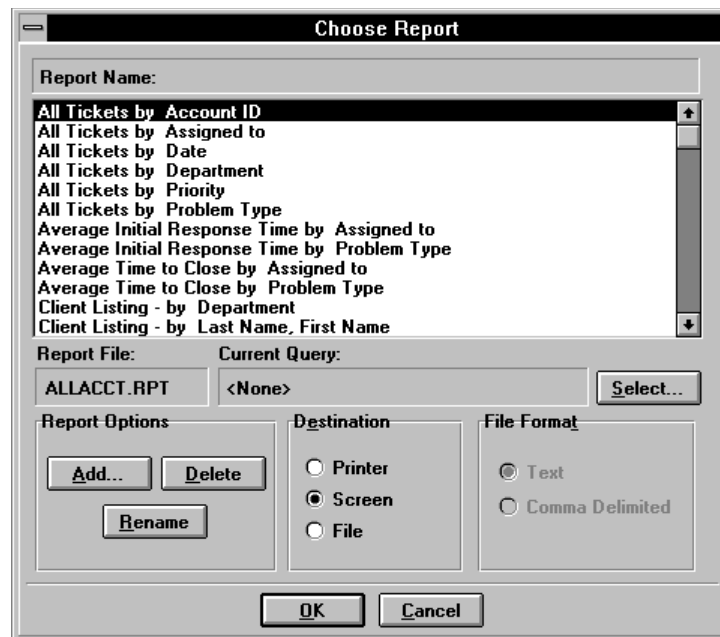 Choose Report
Report Name:
All Tickets by  Account ID
All Tickets by  Assigned to
All Tickets by  Date
All Tickets by  Department
All Tickets by  Priority
All Tickets by  Problem Type
Average Initial Response Time by  Assigned to
Average Initial Response Time by  Problem Type
Average Time to Close by  Assigned to
Average Time to Close by  Problem Type
Client Listing - by  Department
Client Listing - by  Last Name, First Name
Report File:
Current Query:
ALLACCT.RPT
<None>
Select...
Report Options
Add...
Delete
Rename
Destination
Printer
Screen
File
File Format
Text
Comma Delimited
OK
Cancel